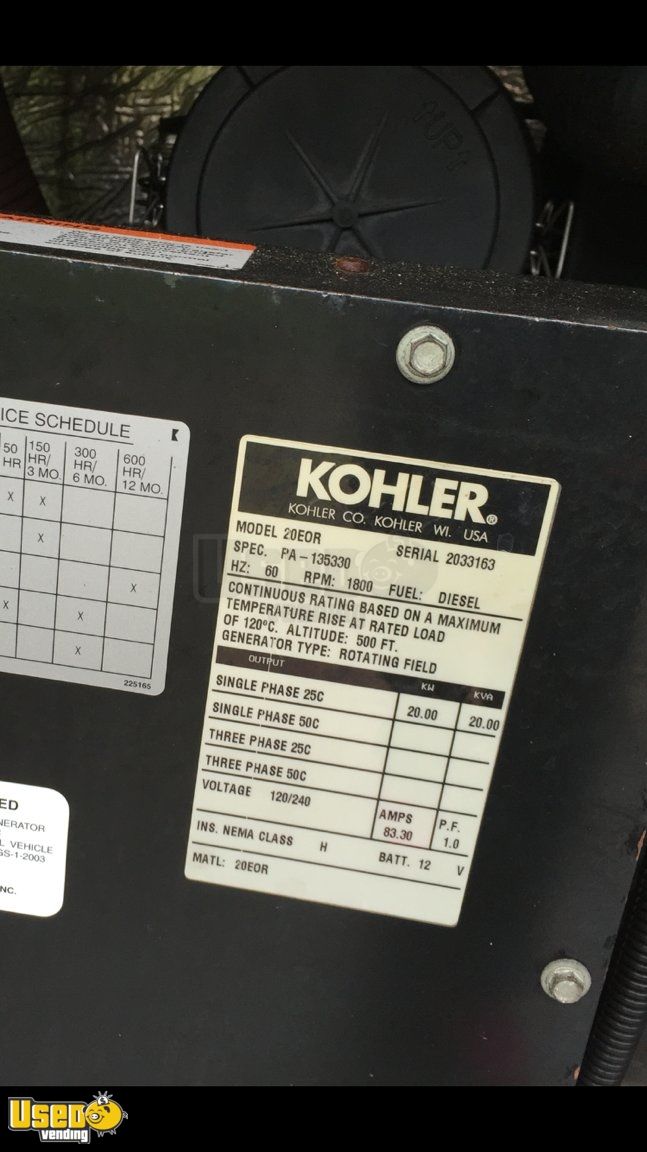 1UP1
ICE SCHEDULE
50 HR
150 HR/ 3 MO.
300 HR/ 6 MO.
600 HR/ 12 MO.
X X
X
X
X X
X
225165
KOHLER®
KOHLER CO. KOHLER WI. USA
MODEL 20EOR SERIAL 2033163
SPEC. PA-135330
HZ: 60 RPM: 1800 FUEL: DIESEL
CONTINUOUS RATING BASED ON A MAXIMUM
TEMPERATURE RISE AT RATED LOAD
OF 120°C. ALTITUDE: 500 FT.
GENERATOR TYPE: ROTATING FIELD
OUTPUT KW KVA
SINGLE PHASE 25C 20.00 20.00
SINGLE PHASE 50C
THREE PHASE 25C
THREE PHASE 50C
VOLTAGE 120/240 AMPS 83.30 P.F. 1.0
INS. NEMA CLASS H BATT. 12 V
MATL: 20EOR
ED
NERATOR
L VEHICLE
GS-1-2003
INC.
Used
vending